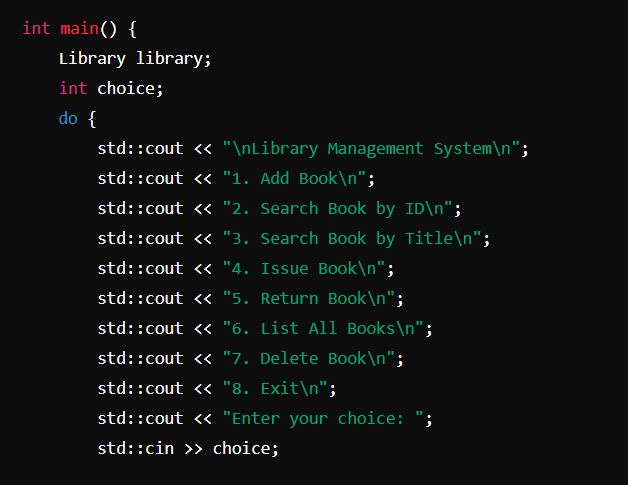 int main() {
    Library library;
    int choice;
    do {
        std::cout << "\nLibrary Management System\n";
        std::cout << "1. Add Book\n";
        std::cout << "2. Search Book by ID\n";
        std::cout << "3. Search Book by Title\n";
        std::cout << "4. Issue Book\n";
        std::cout << "5. Return Book\n";
        std::cout << "6. List All Books\n";
        std::cout << "7. Delete Book\n";
        std::cout << "8. Exit\n";
        std::cout << "Enter your choice: ";
        std::cin >> choice;